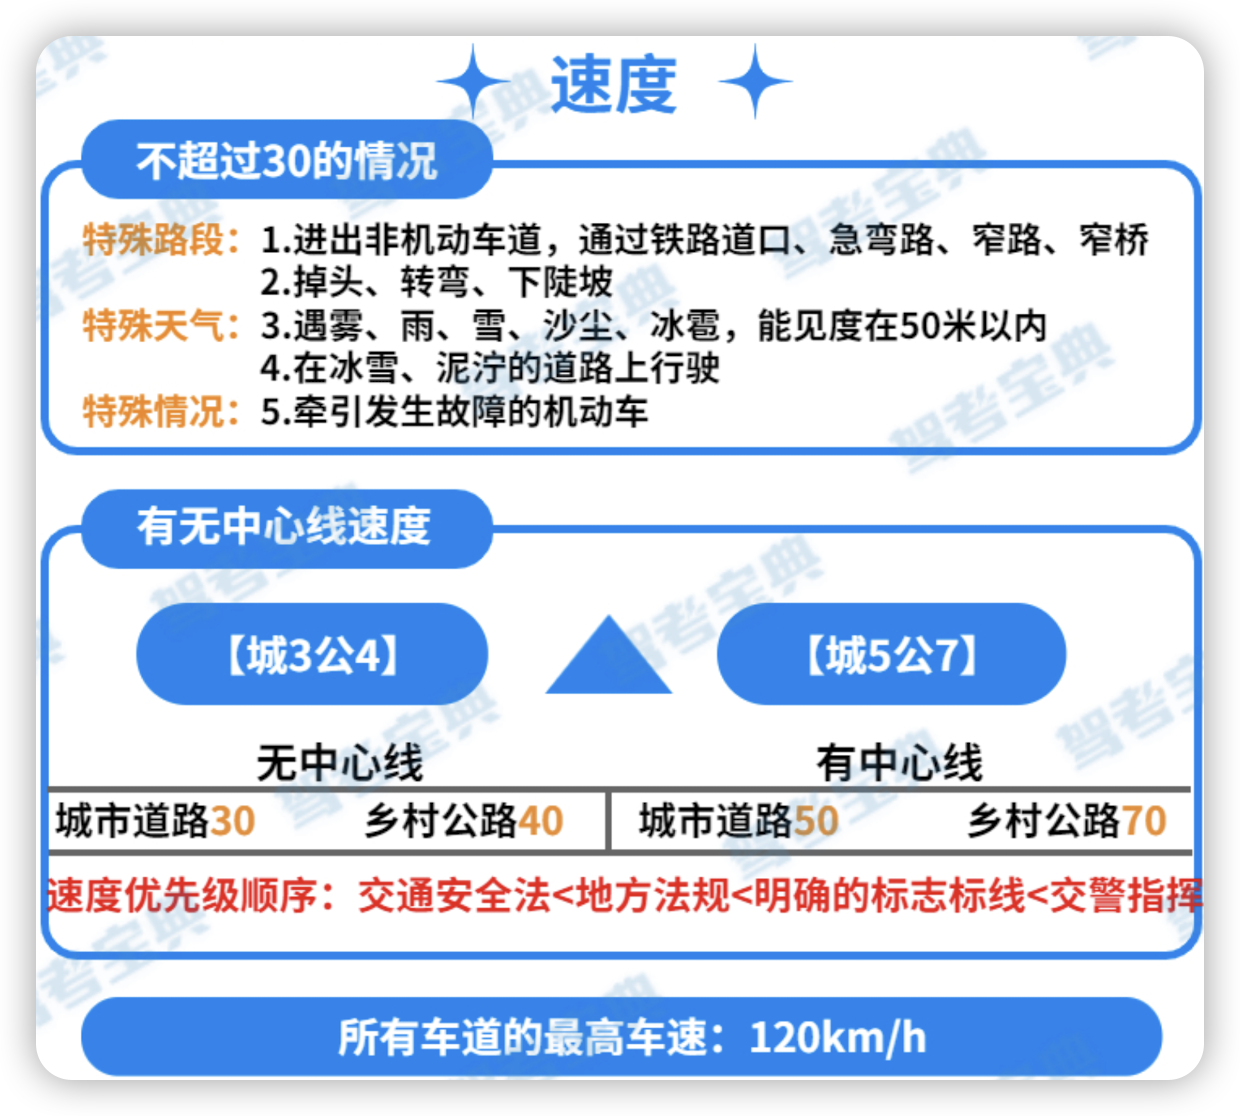 速度
不超过30的情况
特殊路段：1.进出非机动车道，通过铁路道口、急弯路、窄路、窄桥
2.掉头、转弯、下陡坡
特殊天气：3.遇雾、雨、雪、沙尘、冰雹，能见度在50米以内
4.在冰雪、泥泞的道路上行驶
特殊情况：5.牵引发生故障的机动车
有无中心线速度
【城3公4】 【城5公7】
无中心线 有中心线
城市道路30 乡村公路40 城市道路50 乡村公路70
速度优先级顺序：交通安全法<地方法规<明确的标志标线<交警指挥
所有车道的最高车速：120km/h
驾考宝典